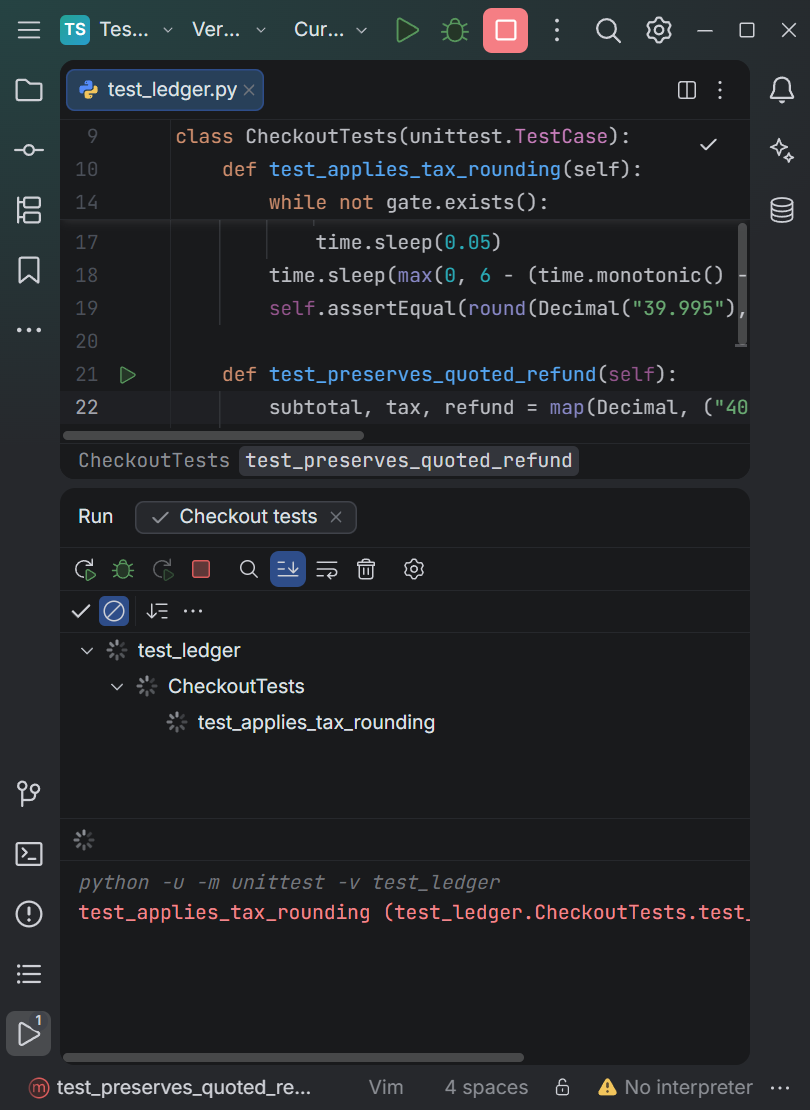 TS Tes... Ver... Cur...
test_ledger.py
9 class CheckoutTests(unittest.TestCase):
10 def test_applies_tax_rounding(self):
14 while not gate.exists():
17 time.sleep(0.05)
18 time.sleep(max(0, 6 - (time.monotonic() -
19 self.assertEqual(round(Decimal("39.995"),
20
21 def test_preserves_quoted_refund(self):
22 subtotal, tax, refund = map(Decimal, ("40
CheckoutTests test_preserves_quoted_refund
Run Checkout tests
test_ledger
CheckoutTests
test_applies_tax_rounding
python -u -m unittest -v test_ledger
test_applies_tax_rounding (test_ledger.CheckoutTests.test_
1
m test_preserves_quoted_re... Vim 4 spaces No interpreter